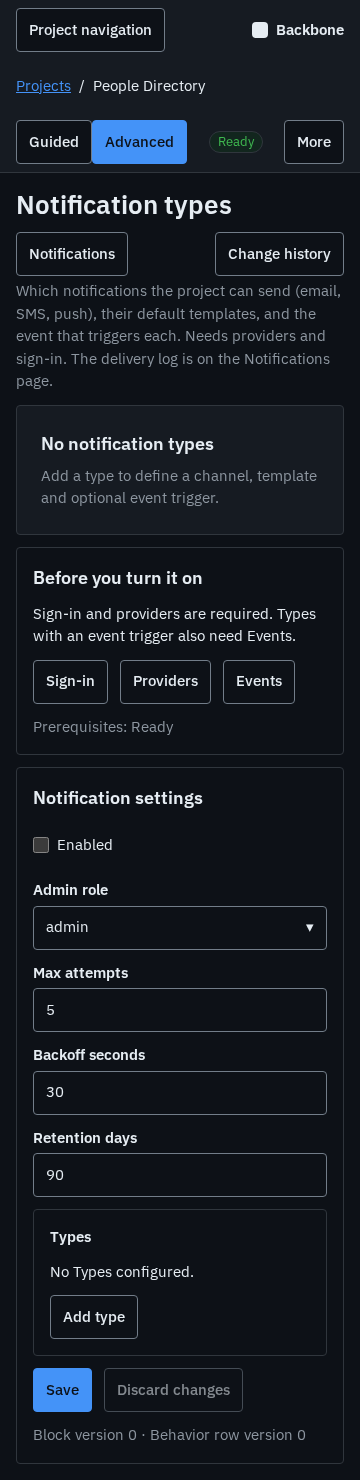 Project navigation
Backbone
Projects / People Directory
Guided
Advanced
Ready
More
Notification types
Notifications
Change history
Which notifications the project can send (email,
SMS, push), their default templates, and the
event that triggers each. Needs providers and
sign-in. The delivery log is on the Notifications
page.
No notification types
Add a type to define a channel, template
and optional event trigger.
Before you turn it on
Sign-in and providers are required. Types
with an event trigger also need Events.
Sign-in
Providers
Events
Prerequisites: Ready
Notification settings
Enabled
Admin role
admin
Max attempts
5
Backoff seconds
30
Retention days
90
Types
No Types configured.
Add type
Save
Discard changes
Block version 0 · Behavior row version 0